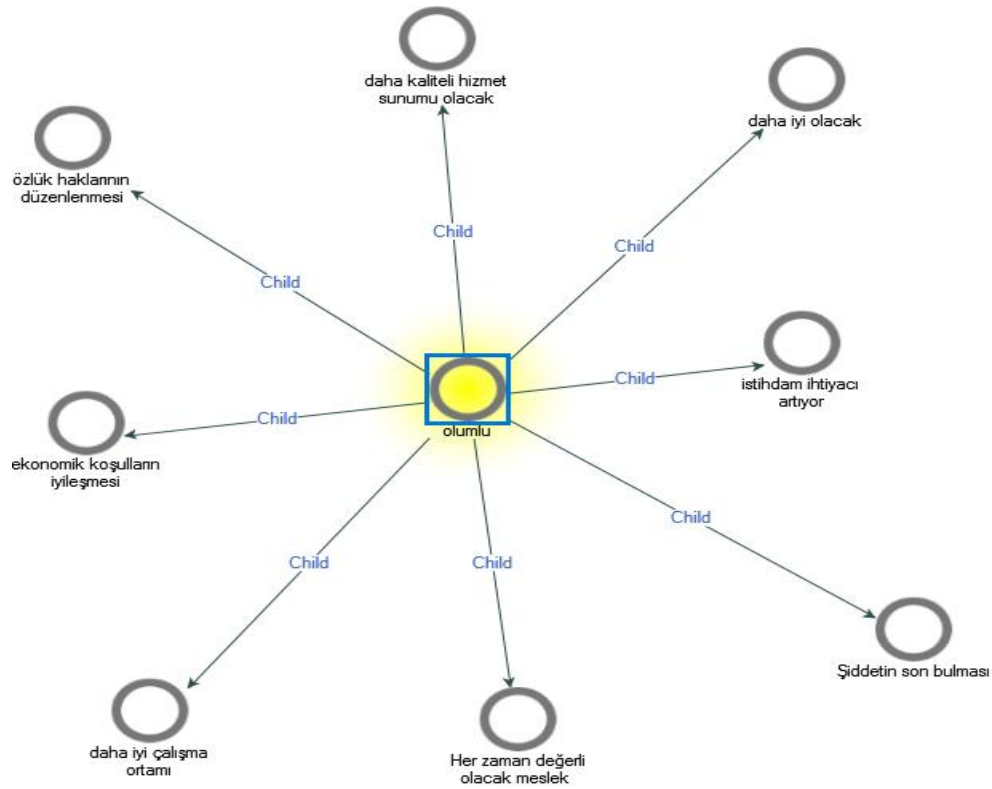 daha kaliteli hizmet
sunumu olacak
daha iyi olacak
özlük haklarının
düzenlenmesi
Child
Child
Child
istihdam ihtiyacı
artıyor
Child
olumlu
Child
ekonomik koşulların
iyileşmesi
Child
Child
Child
Şiddetin son bulması
daha iyi çalışma
ortamı
Her zaman değerli
olacak meslek